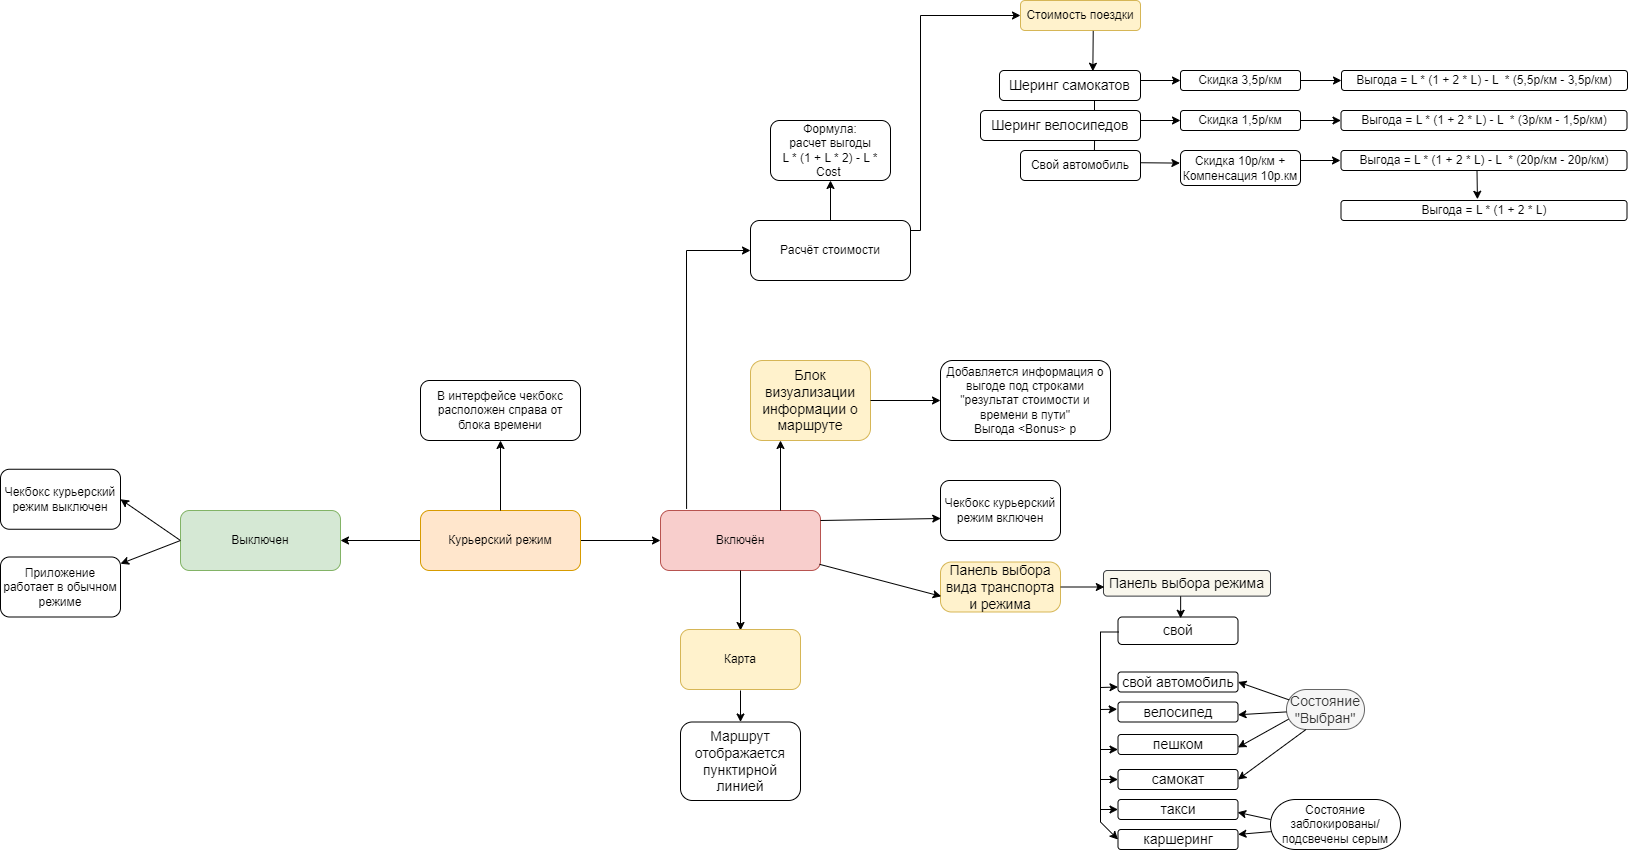 Стоимость поездки
Шеринг самокатов
Скидка 3,5р/км
Выгода = L * (1 + 2 * L) - L * (5,5р/км - 3,5р/км)
Шеринг велосипедов
Скидка 1,5р/км
Выгода = L * (1 + 2 * L) - L * (3р/км - 1,5р/км)
Свой автомобиль
Скидка 10р/км +
Компенсация 10р.км
Выгода = L * (1 + 2 * L) - L * (20р/км - 20р/км)
Выгода = L * (1 + 2 * L)
Формула:
расчет выгоды
L * (1 + L * 2) - L *
Cost
Расчёт стоимости
Блок
визуализации
информации о
маршруте
Добавляется информация о
выгоде под строками
"результат стоимости и
времени в пути"
Выгода <Bonus> р
В интерфейсе чекбокс
расположен справа от
блока времени
Чекбокс курьерский
режим выключен
Приложение
работает в обычном
режиме
Выключен
Курьерский режим
Включён
Чекбокс курьерский
режим включен
Панель выбора
вида транспорта
и режима
Панель выбора режима
свой
свой автомобиль
велосипед
пешком
самокат
такси
каршеринг
Состояние
"Выбран"
Состояние
заблокированы/
подсвечены серым
Карта
Маршрут
отображается
пунктирной
линией